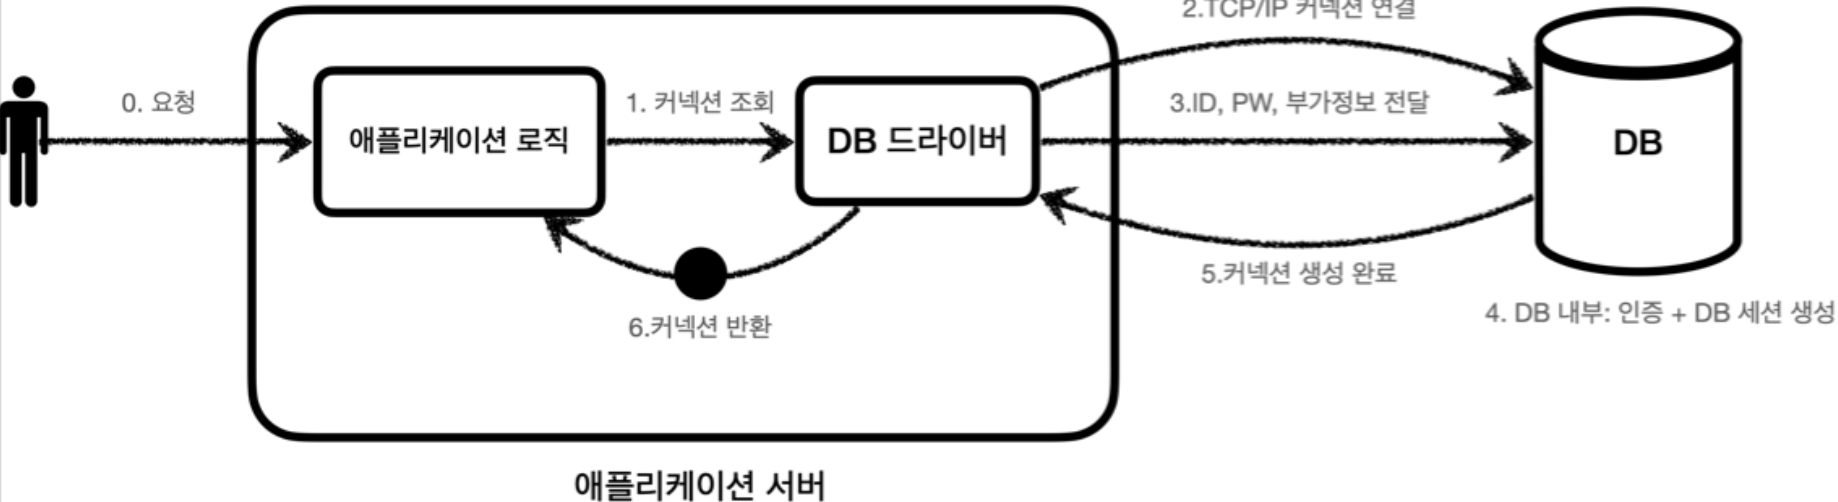 2.TCP/IP 커넥션 연결
0. 요청
1. 커넥션 조회
3.ID, PW, 부가정보 전달
애플리케이션 로직
DB 드라이버
DB
5.커넥션 생성 완료
4. DB 내부: 인증 + DB 세션 생성
6.커넥션 반환
애플리케이션 서버